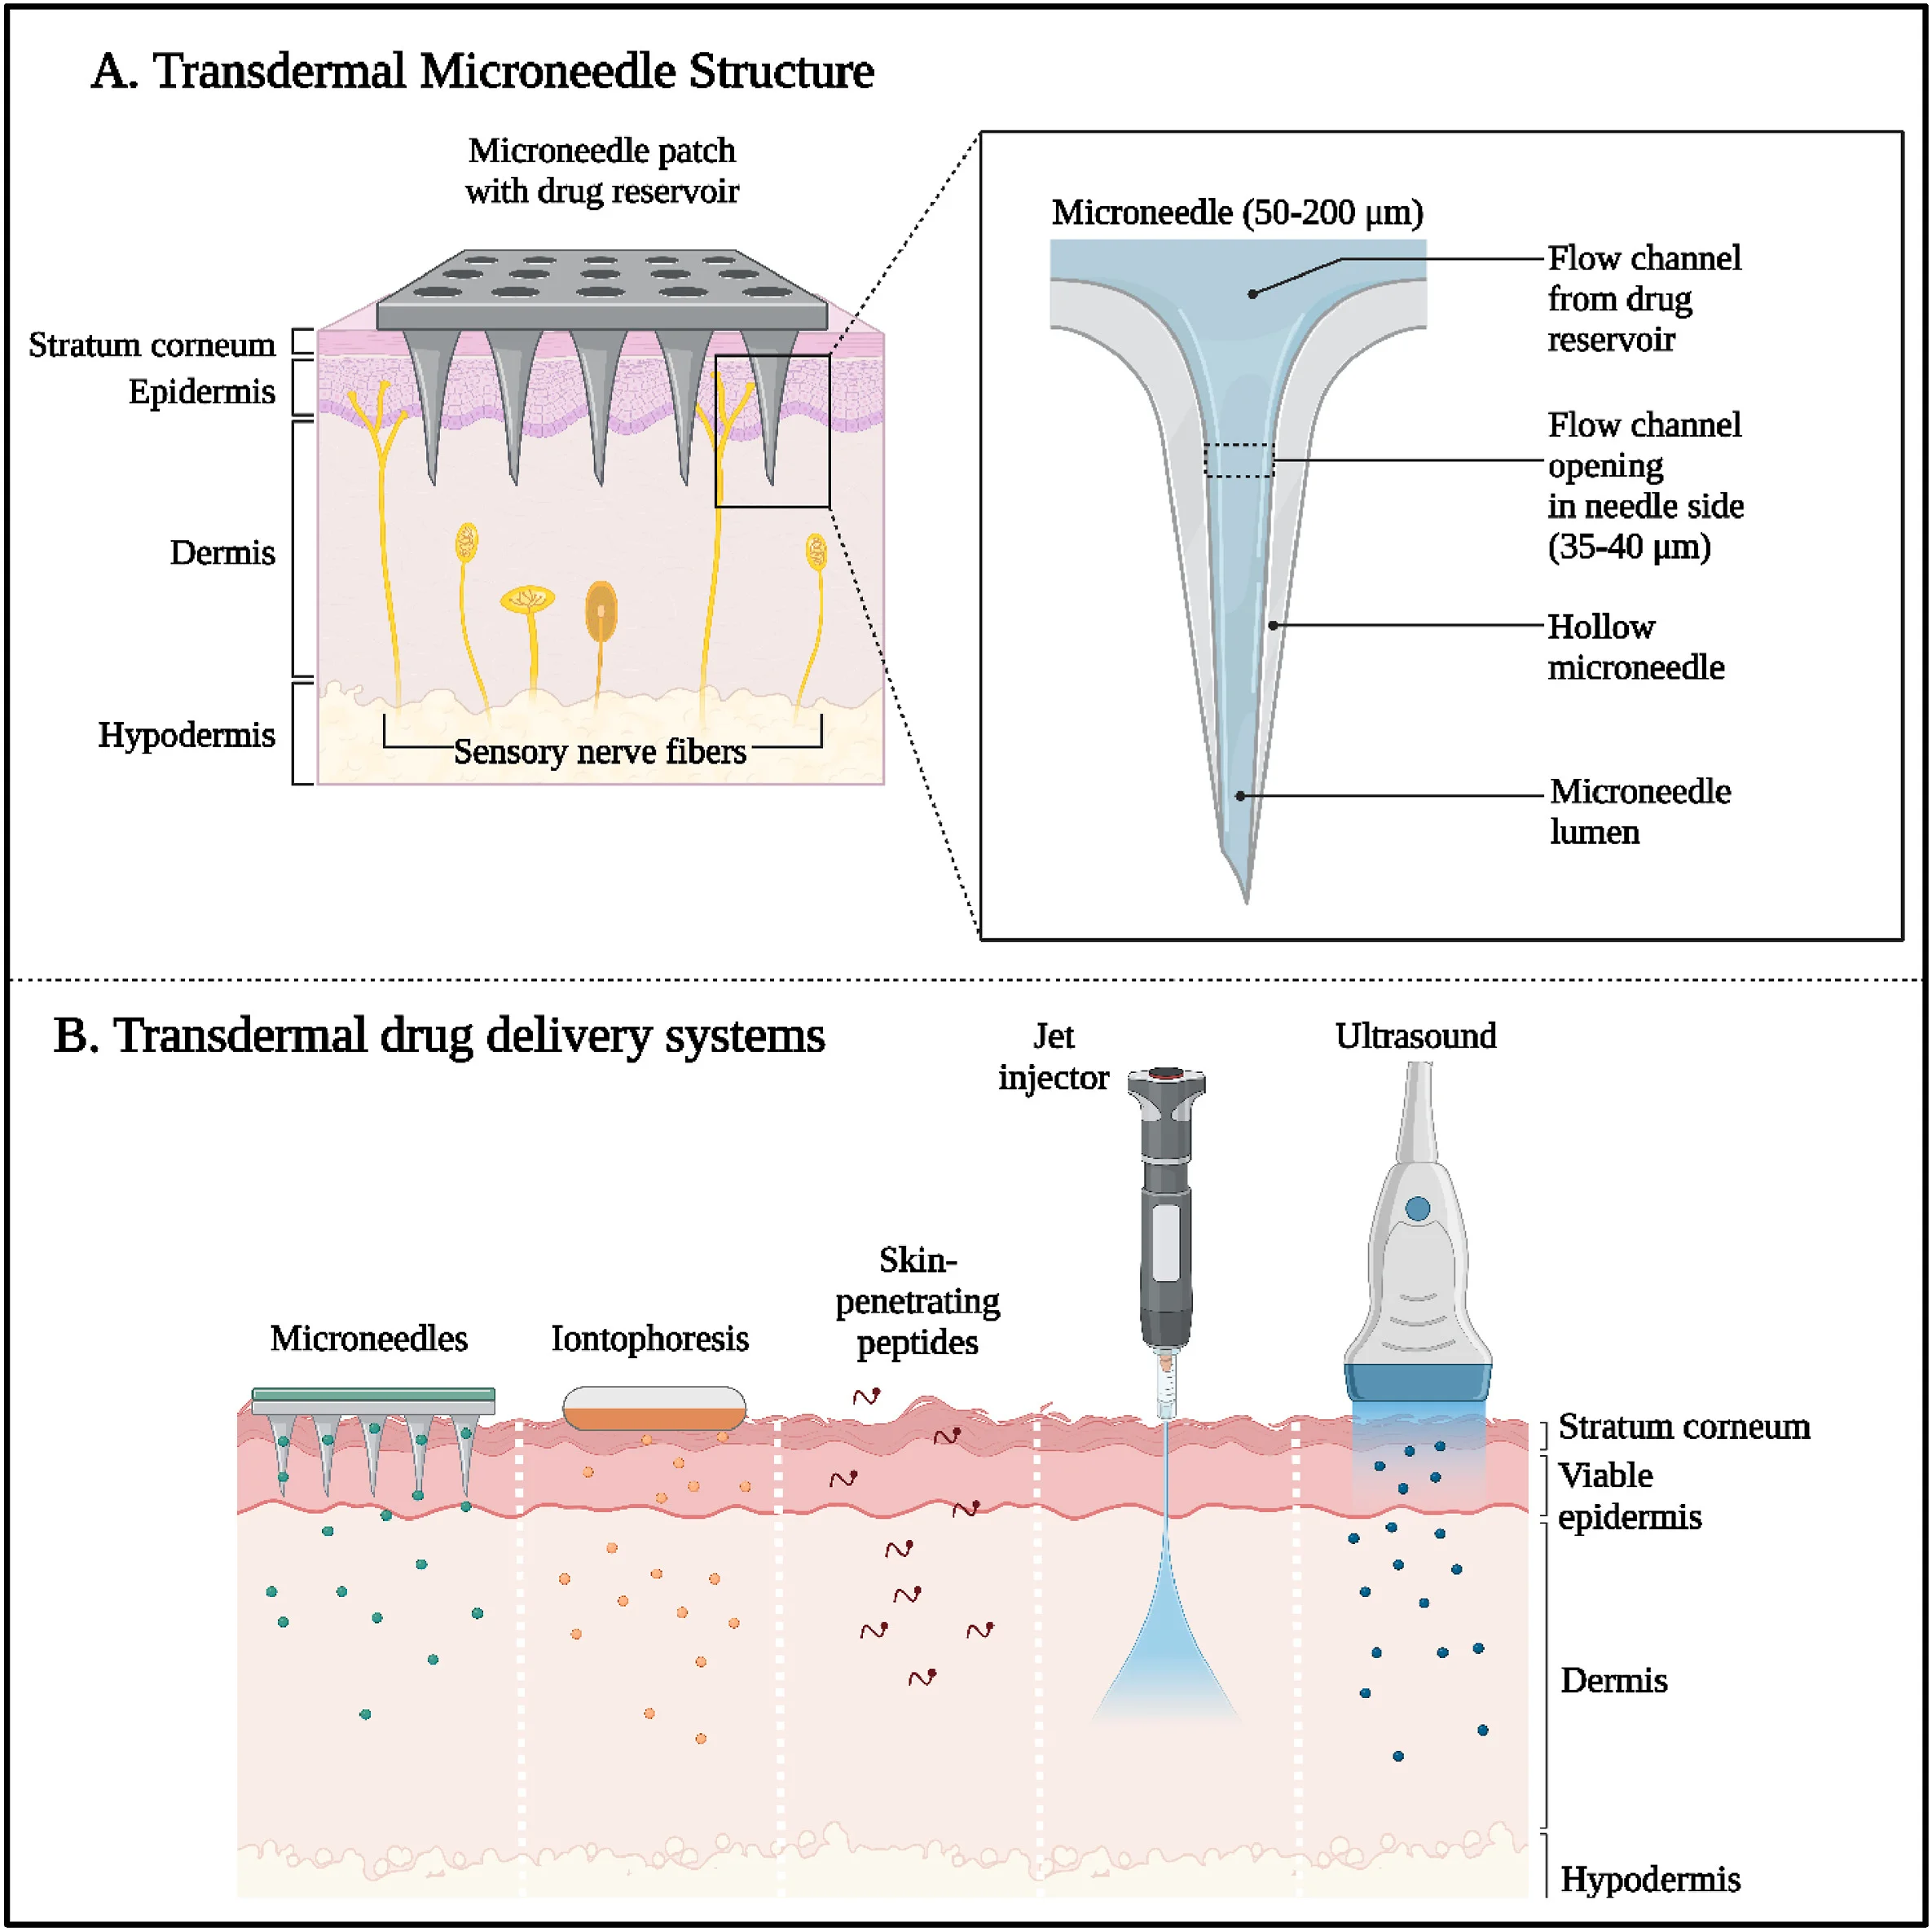 A. Transdermal Microneedle Structure
Microneedle patch
with drug reservoir
Stratum corneum
Epidermis
Dermis
Hypodermis
Sensory nerve fibers
Microneedle (50-200 μm)
Flow channel
from drug
reservoir
Flow channel
opening
in needle side
(35-40 μm)
Hollow
microneedle
Microneedle
lumen
B. Transdermal drug delivery systems
Microneedles
Iontophoresis
Skin-
penetrating
peptides
Jet
injector
Ultrasound
Stratum corneum
Viable
epidermis
Dermis
Hypodermis